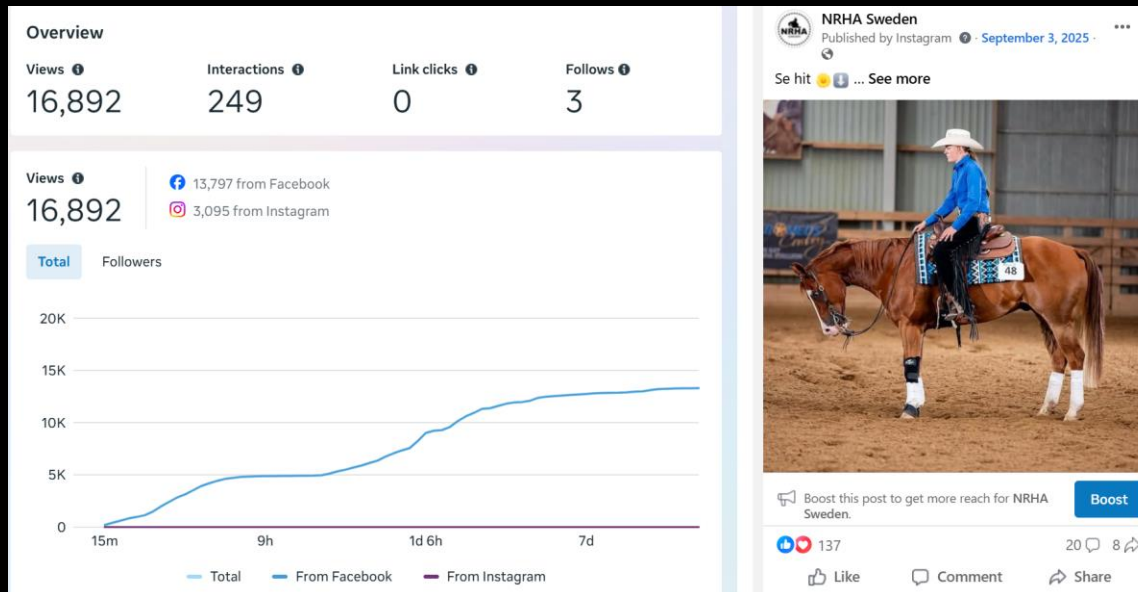 Overview
Views
Interactions
Link clicks
Follows
16,892
249
0
3
Views
16,892
13,797 from Facebook
3,095 from Instagram
Total
Followers
20K
15K
10K
5K
0
15m
9h
1d 6h
7d
Total
From Facebook
From Instagram
NRHA
NRHA Sweden
Published by Instagram · September 3, 2025 ·
Se hit ... See more
48
Boost this post to get more reach for NRHA
Sweden.
Boost
137
20
8
Like
Comment
Share